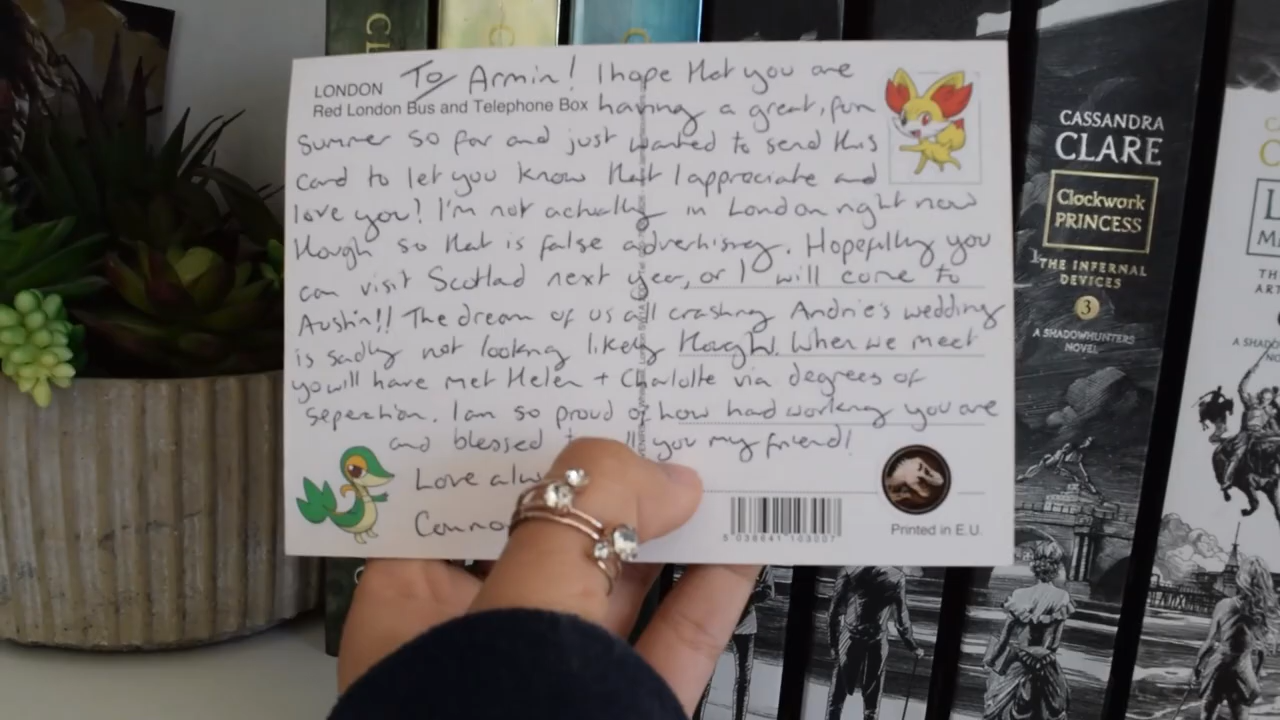 LONDON
Red London Bus and Telephone Box
To Armin! I hope that you are
having a great, fun
summer so far and just wanted to send this
card to let you know that I appreciate and
love you! I'm not actually in London right now
though so that is false advertising. Hopefully you
can visit Scotlad next year, or I will come to
Austin!! The dream of us all crashing Andrie's wedding
is sadly not looking likely though. When we meet
you will have met Helen + Charlotte via degrees of
seperation. I am so proud of how hard working you are
and blessed to you my friend!
Love
Printed in E.U.
5 036641 103007
CASSANDRA
CLARE
Clockwork
PRINCESS
THE INFERNAL
DEVICES
3
A SHADOWHUNTERS
NOVEL